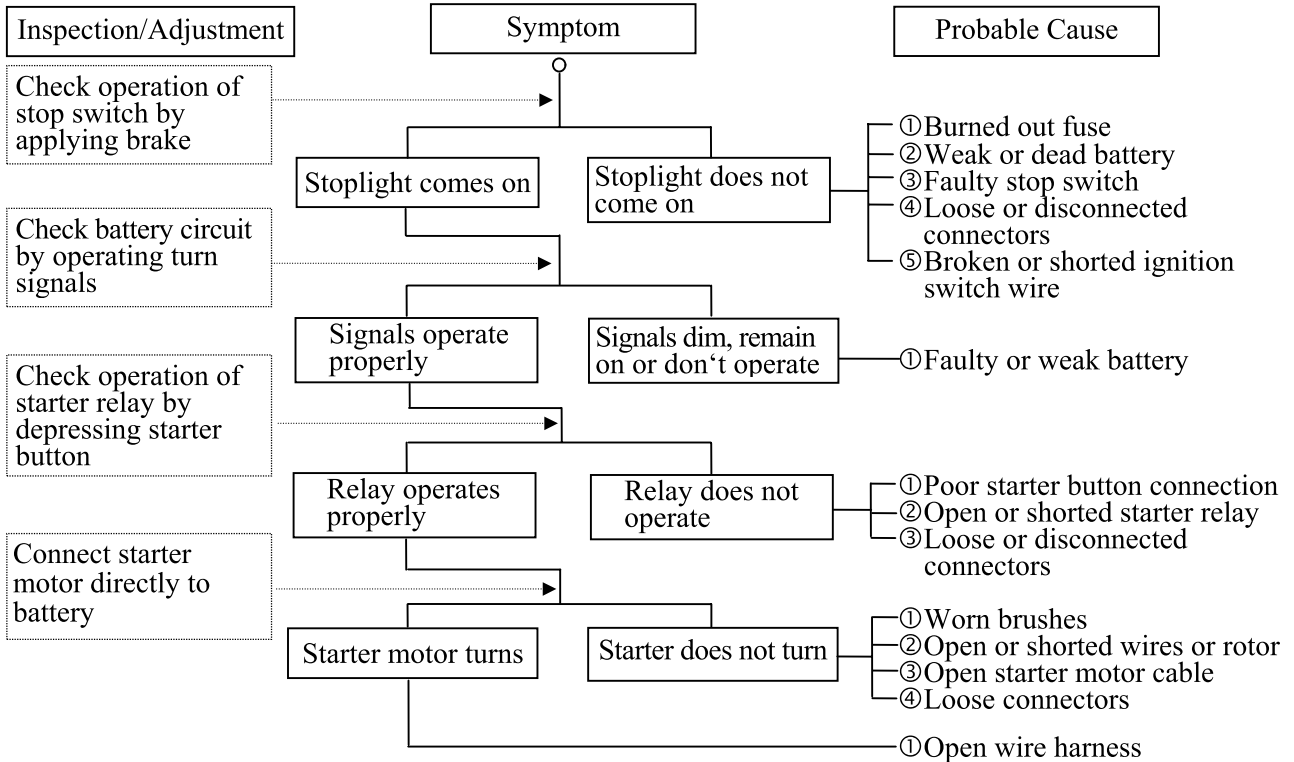 Inspection/Adjustment
Symptom
Probable Cause
Check operation of
stop switch by
applying brake
Stoplight comes on
Stoplight does not
come on
①Burned out fuse
②Weak or dead battery
③Faulty stop switch
④Loose or disconnected
connectors
⑤Broken or shorted ignition
switch wire
Check battery circuit
by operating turn
signals
Signals operate
properly
Signals dim, remain
on or don‘t operate
①Faulty or weak battery
Check operation of
starter relay by
depressing starter
button
Relay operates
properly
Relay does not
operate
①Poor starter button connection
②Open or shorted starter relay
③Loose or disconnected
connectors
Connect starter
motor directly to
battery
Starter motor turns
Starter does not turn
①Worn brushes
②Open or shorted wires or rotor
③Open starter motor cable
④Loose connectors
①Open wire harness